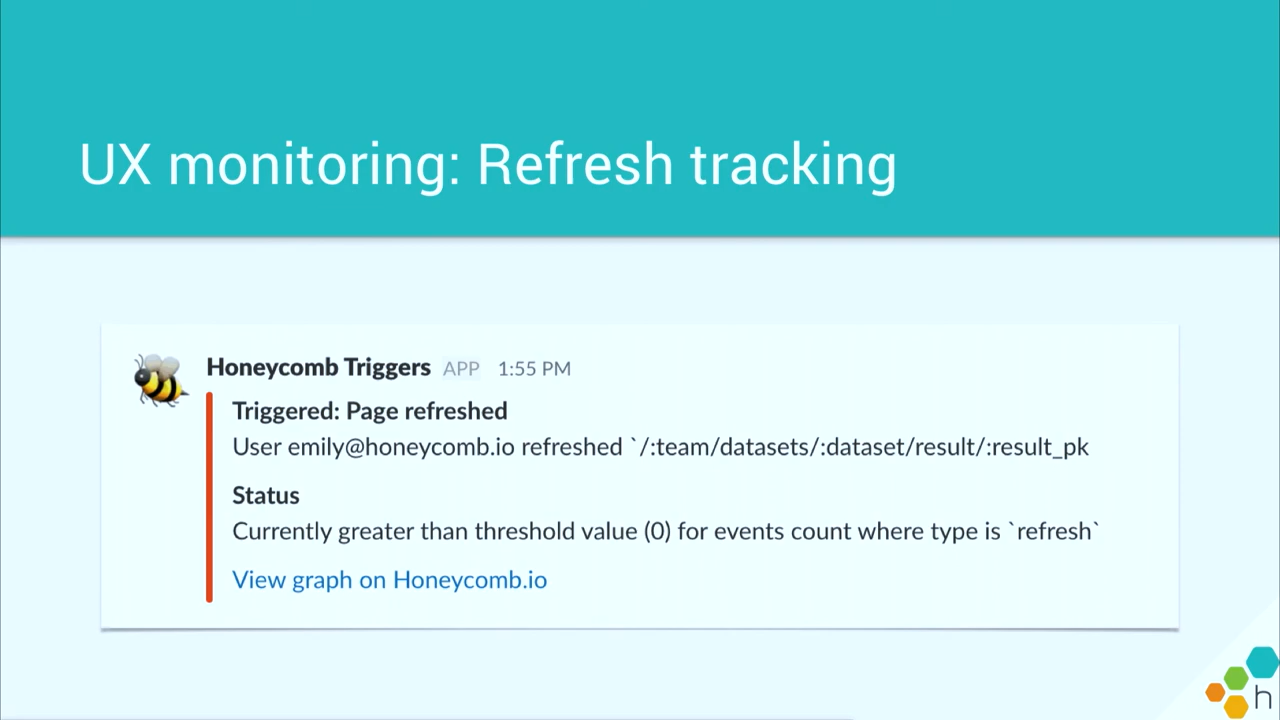 UX monitoring: Refresh tracking
Honeycomb Triggers APP 1:55 PM
Triggered: Page refreshed
User emily@honeycomb.io refreshed `/:team/datasets/:dataset/result/:result_pk
Status
Currently greater than threshold value (0) for events count where type is `refresh`
View graph on Honeycomb.io
h